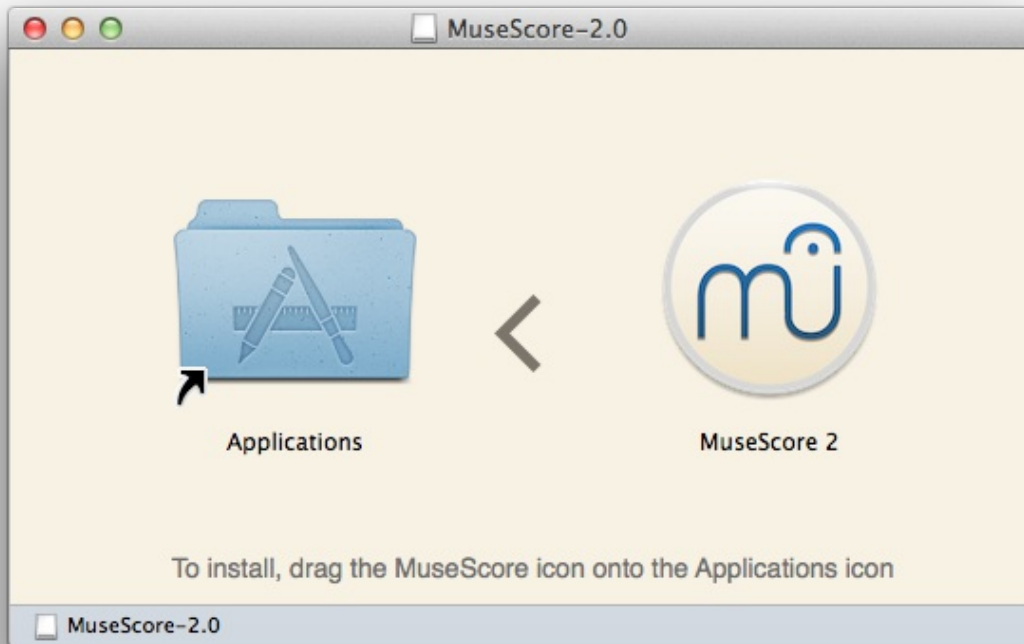 MuseScore-2.0
mu
Applications
MuseScore 2
To install, drag the MuseScore icon onto the Applications icon
MuseScore-2.0